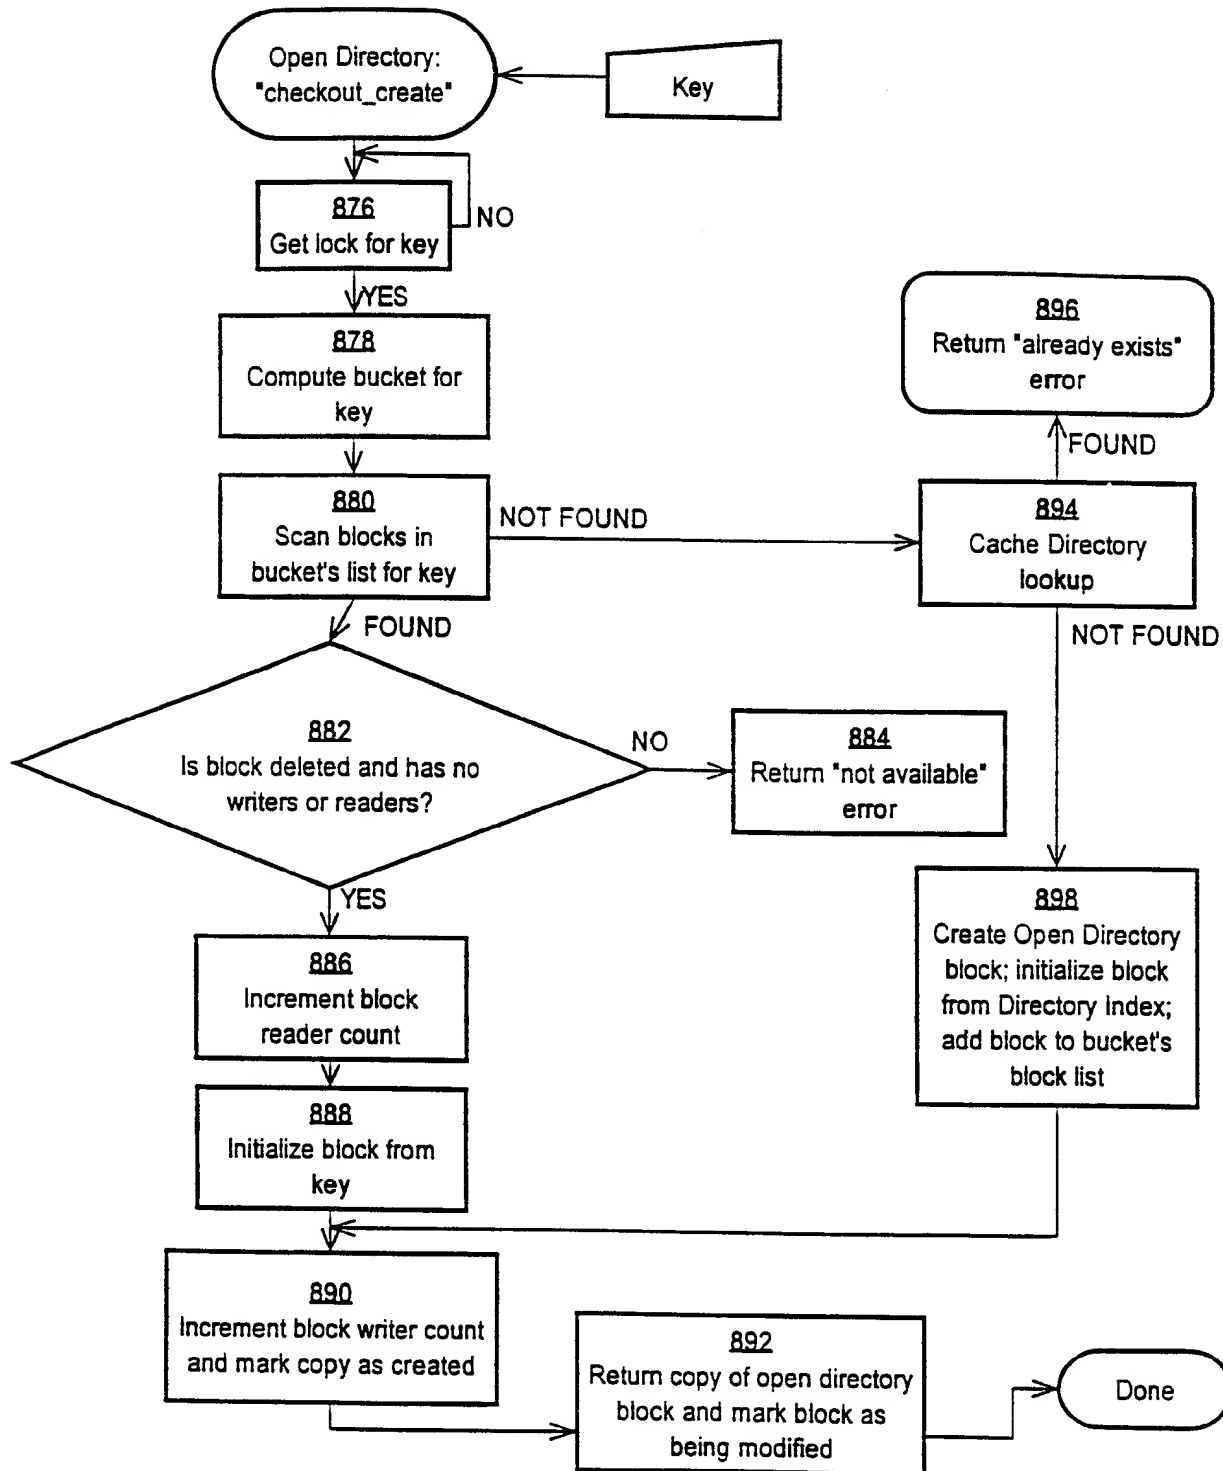 Open Directory:
"checkout_create"
Key
876
Get lock for key
NO
YES
878
Compute bucket for
key
880
Scan blocks in
bucket's list for key
NOT FOUND
FOUND
896
Return "already exists"
error
FOUND
894
Cache Directory
lookup
NOT FOUND
882
Is block deleted and has no
writers or readers?
NO
884
Return "not available"
error
YES
886
Increment block
reader count
888
Initialize block from
key
898
Create Open Directory
block; initialize block
from Directory Index;
add block to bucket's
block list
890
Increment block writer count
and mark copy as created
892
Return copy of open directory
block and mark block as
being modified
Done